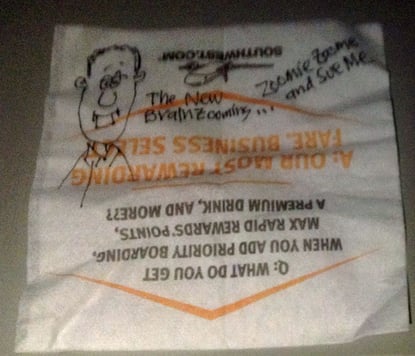 The New
Brainzooming...
Zoomie Zoomie
and Sue Me
Q: WHAT DO YOU GET
WHEN YOU ADD PRIORITY BOARDING,
MAX RAPID REWARDS POINTS,
A PREMIUM DRINK, AND MORE??
A: OUR MOST REWARDING
FARE. BUSINESS SELECT
SOUTHWEST.COM